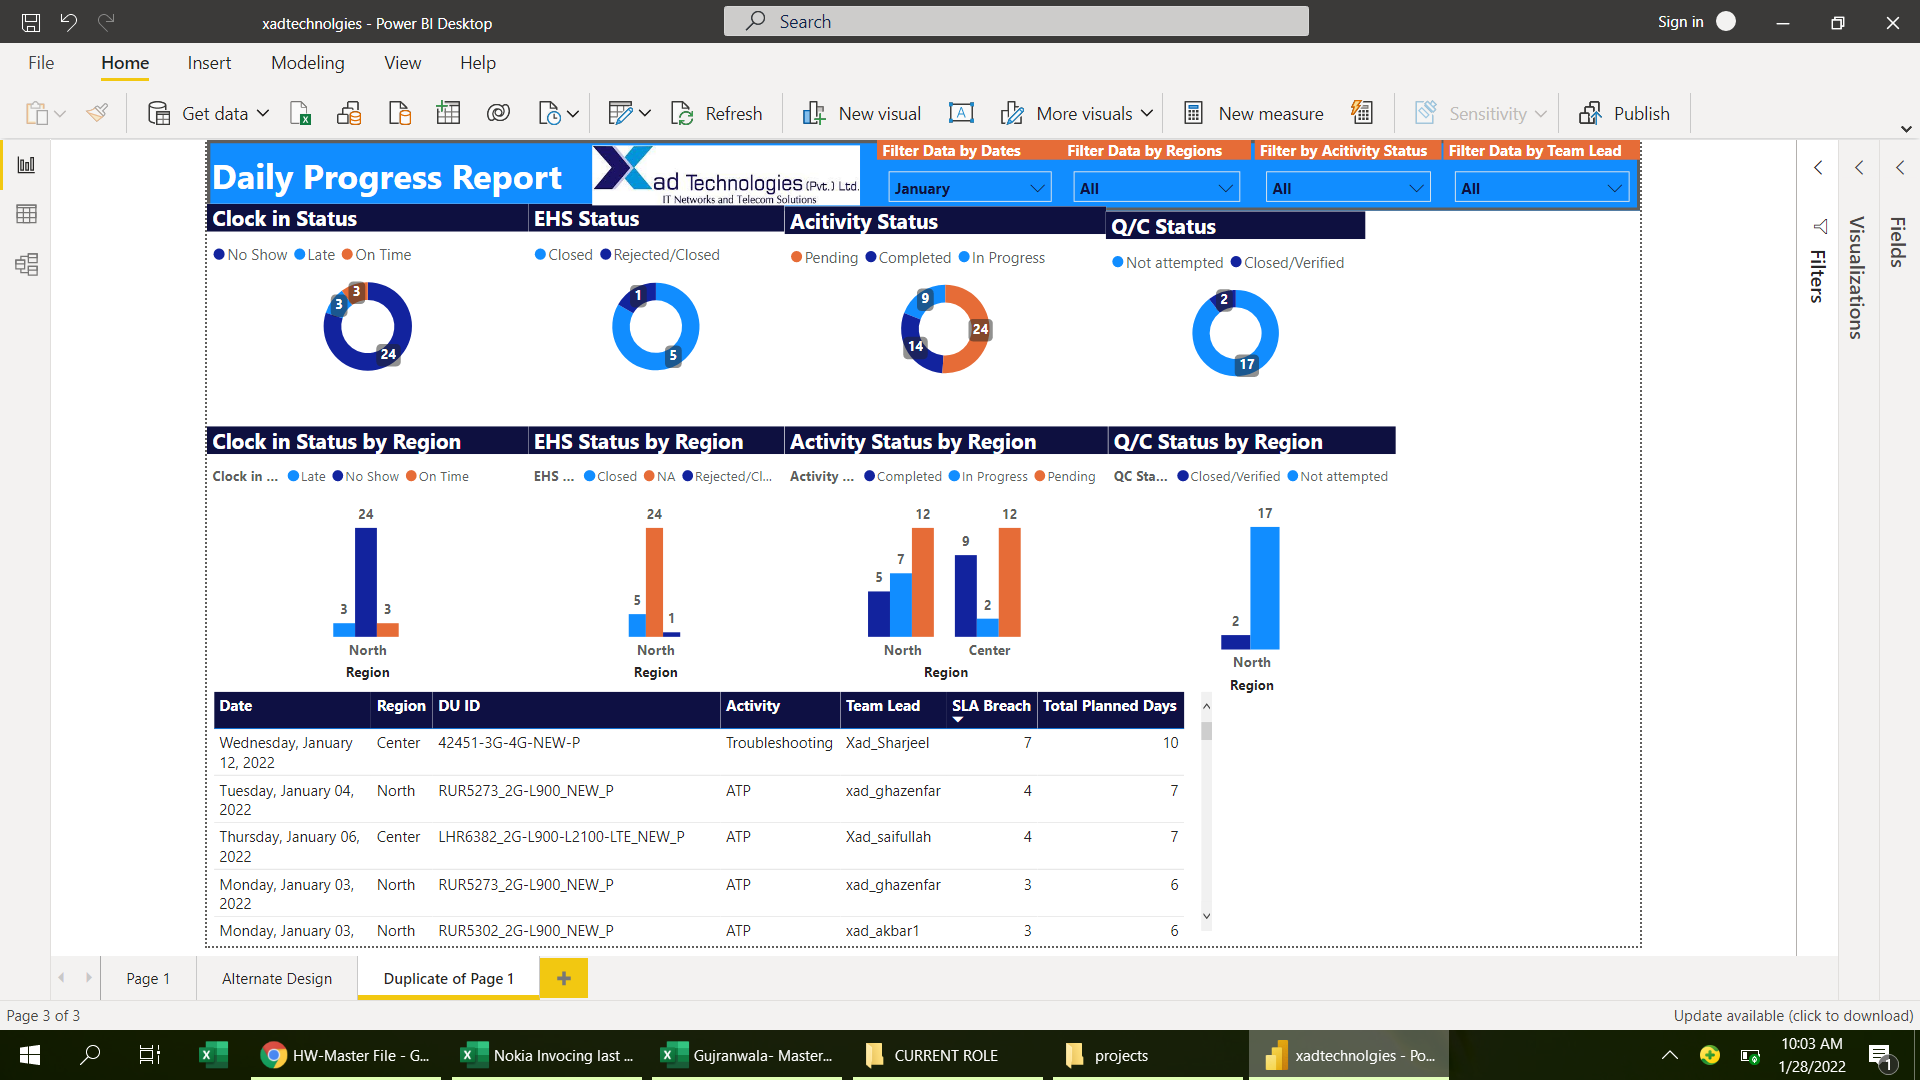 xadtechnolgies - Power BI Desktop
Search
Sign in
File Home Insert Modeling View Help
Get data Refresh New visual More visuals New measure Sensitivity Publish
Daily Progress Report
Xad Technologies (Pvt.) Ltd.
IT Networks and Telecom Solutions
Filter Data by Dates Filter Data by Regions Filter by Acitivity Status Filter Data by Team Lead
January All All All
Clock in Status EHS Status Acitivity Status Q/C Status
No Show Late On Time
Closed Rejected/Closed
Pending Completed In Progress
Not attempted Closed/Verified
3 3 24
1 5
9 24 14
2 17
Clock in Status by Region EHS Status by Region Activity Status by Region Q/C Status by Region
Clock in ... Late No Show On Time
EHS ... Closed NA Rejected/Cl...
Activity ... Completed In Progress Pending
QC Sta... Closed/Verified Not attempted
3 24 3
North
Region
5 24 1
North
Region
5 7 12 9 2 12
North Center
Region
2 17
North
Region
Date Region DU ID Activity Team Lead SLA Breach Total Planned Days
Wednesday, January Center 42451-3G-4G-NEW-P Troubleshooting Xad_Sharjeel 7 10
12, 2022
Tuesday, January 04, North RUR5273_2G-L900_NEW_P ATP xad_ghazenfar 4 7
2022
Thursday, January 06, Center LHR6382_2G-L900-L2100-LTE_NEW_P ATP Xad_saifullah 4 7
2022
Monday, January 03, North RUR5273_2G-L900_NEW_P ATP xad_ghazenfar 3 6
2022
Monday, January 03, North RUR5302_2G-L900_NEW_P ATP xad_akbar1 3 6
Filters
Visualizations
Fields
Page 1 Alternate Design Duplicate of Page 1
Page 3 of 3
Update available (click to download)
HW-Master File - G... Nokia Invocing last ... Gujranwala- Master... CURRENT ROLE projects xadtechnolgies - Po...
10:03 AM
1/28/2022
1